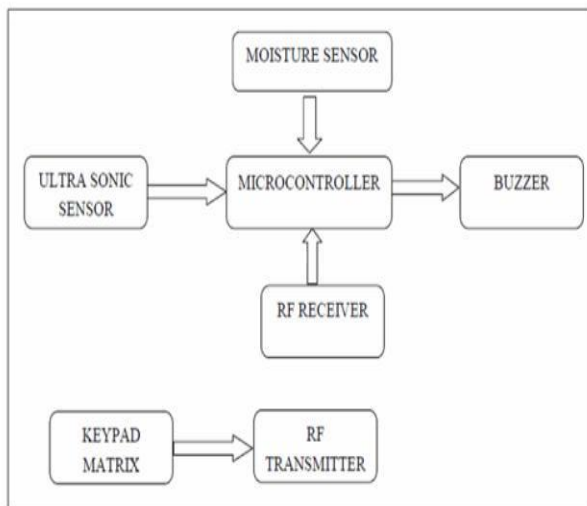 MOISTURE SENSOR
ULTRA SONIC
SENSOR
MICROCONTROLLER
BUZZER
RF RECEIVER
KEYPAD
MATRIX
RF
TRANSMITTER